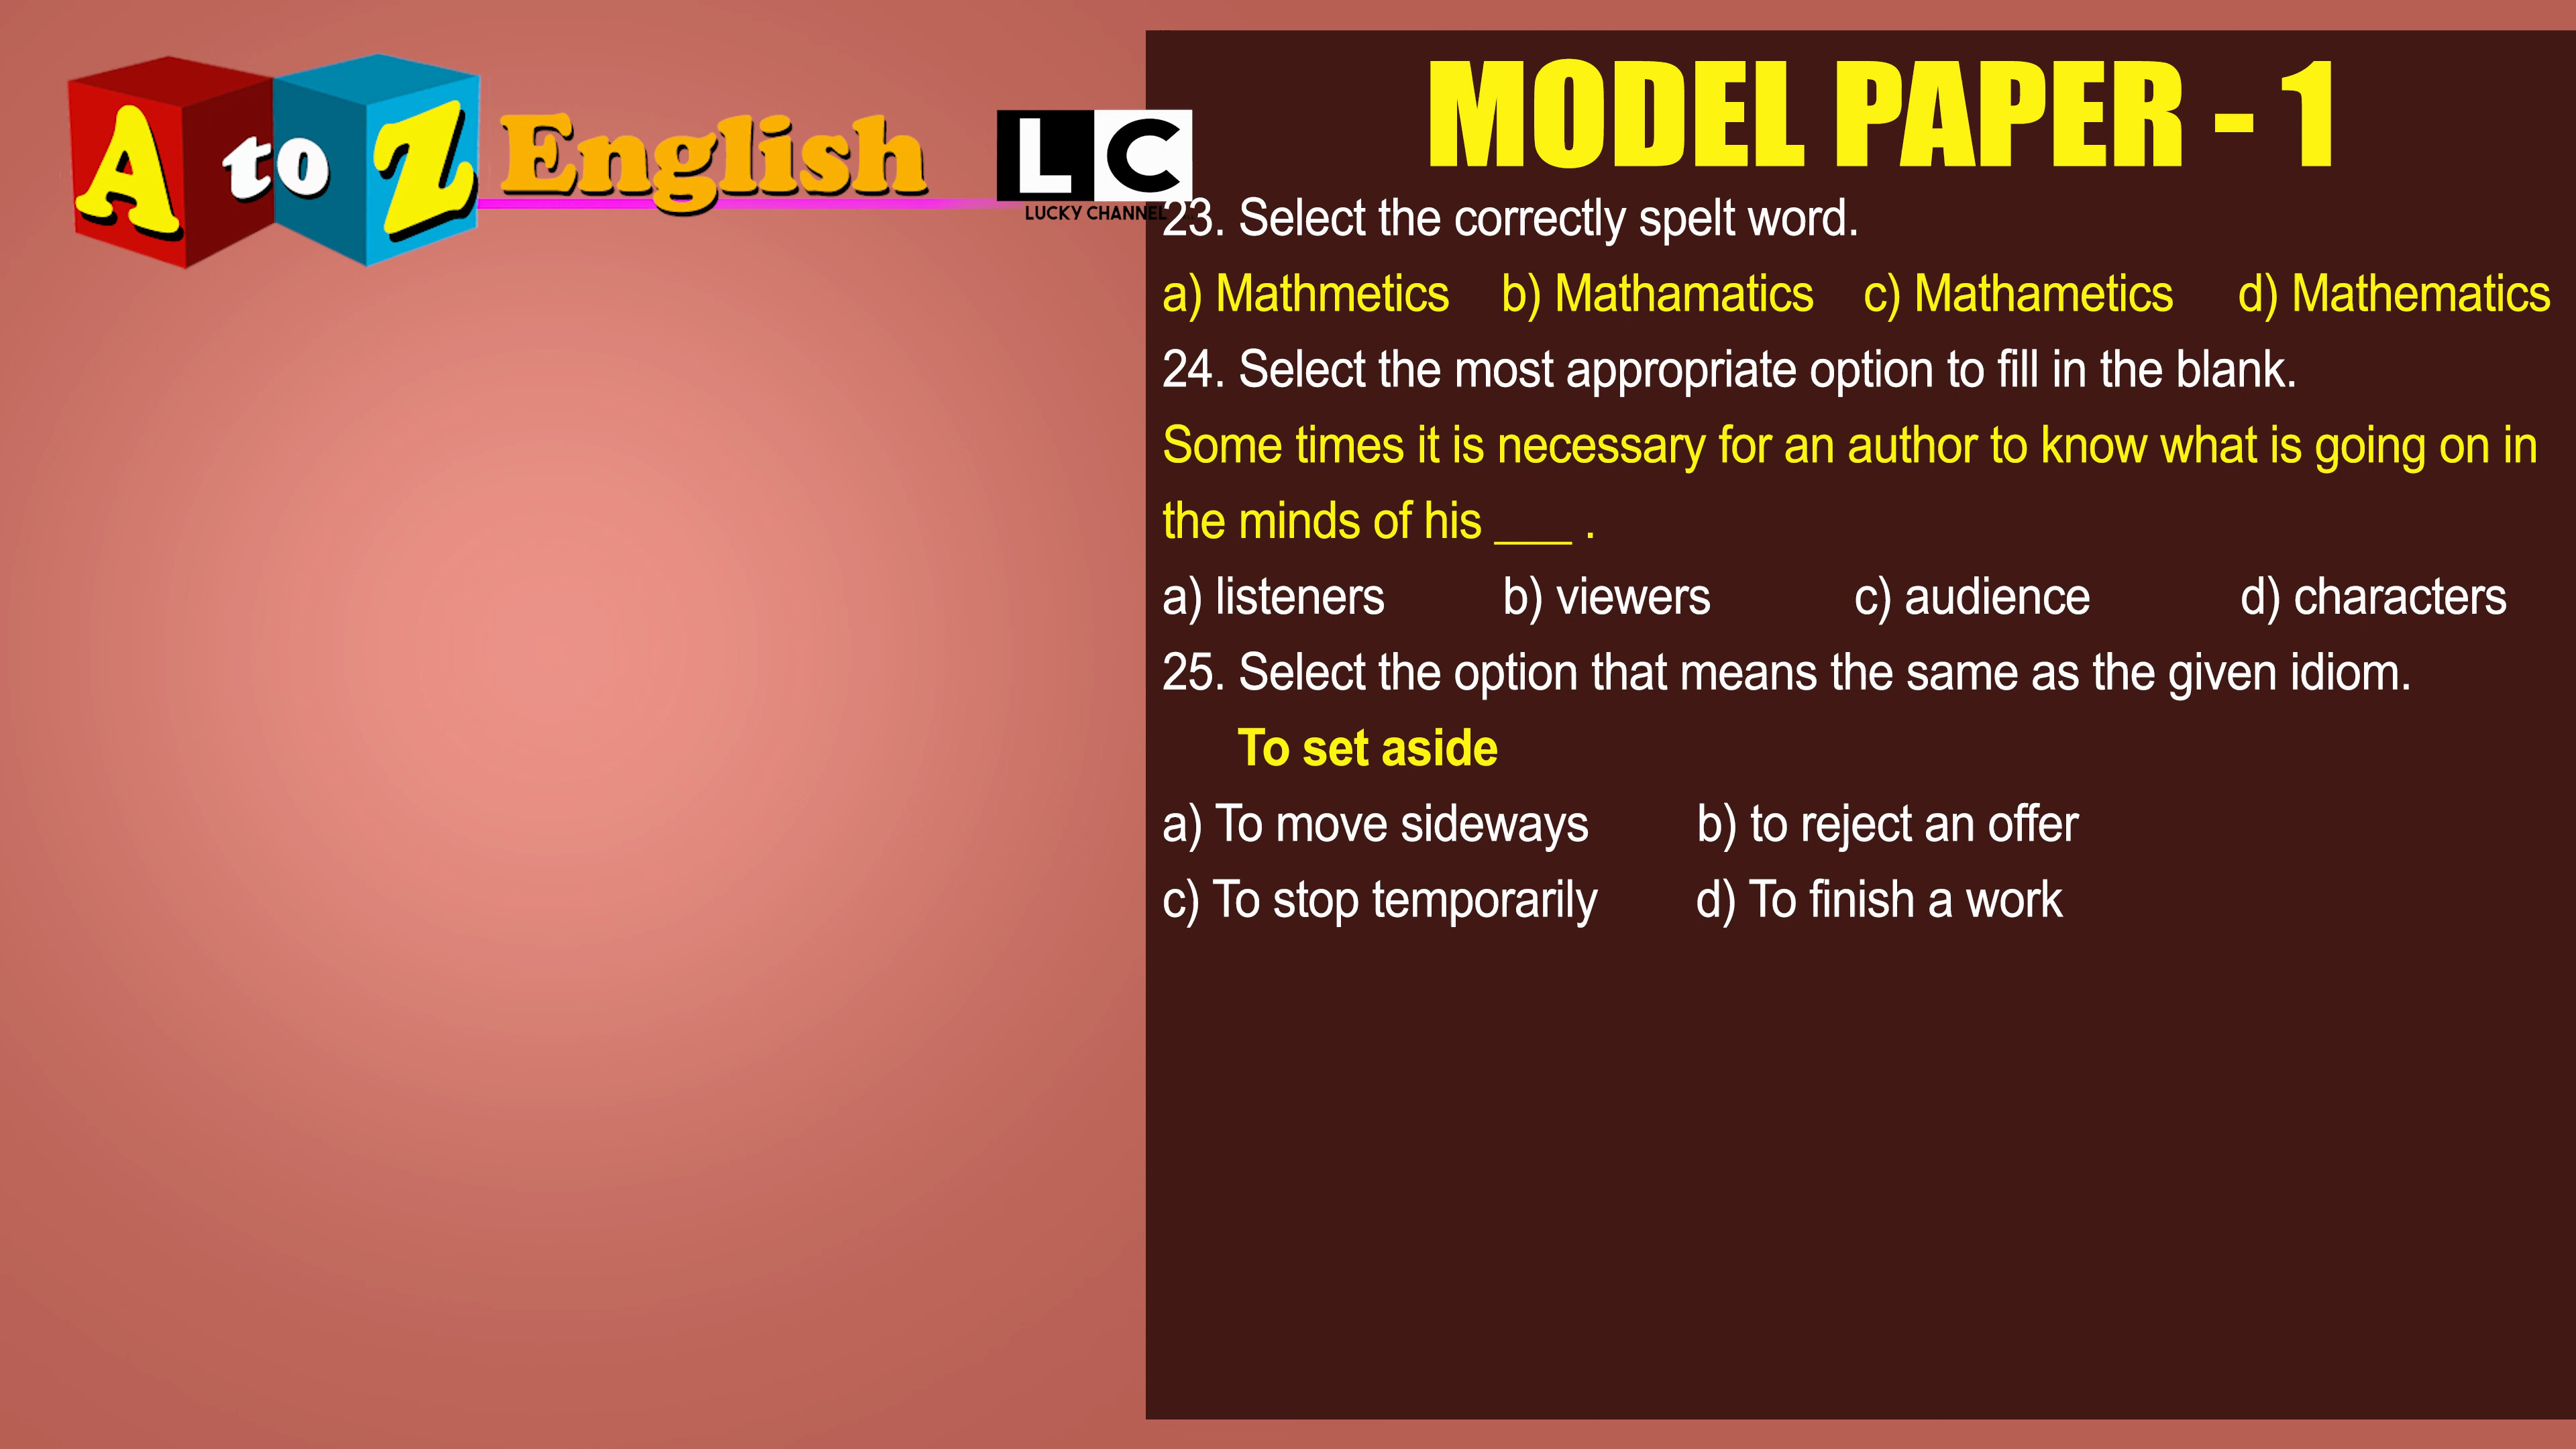 A to Z English
LC
LUCKY CHANNEL
MODEL PAPER - 1
23. Select the correctly spelt word.
a) Mathmetics b) Mathamatics c) Mathametics d) Mathematics
24. Select the most appropriate option to fill in the blank.
Some times it is necessary for an author to know what is going on in
the minds of his ___ .
a) listeners b) viewers c) audience d) characters
25. Select the option that means the same as the given idiom.
To set aside
a) To move sideways b) to reject an offer
c) To stop temporarily d) To finish a work